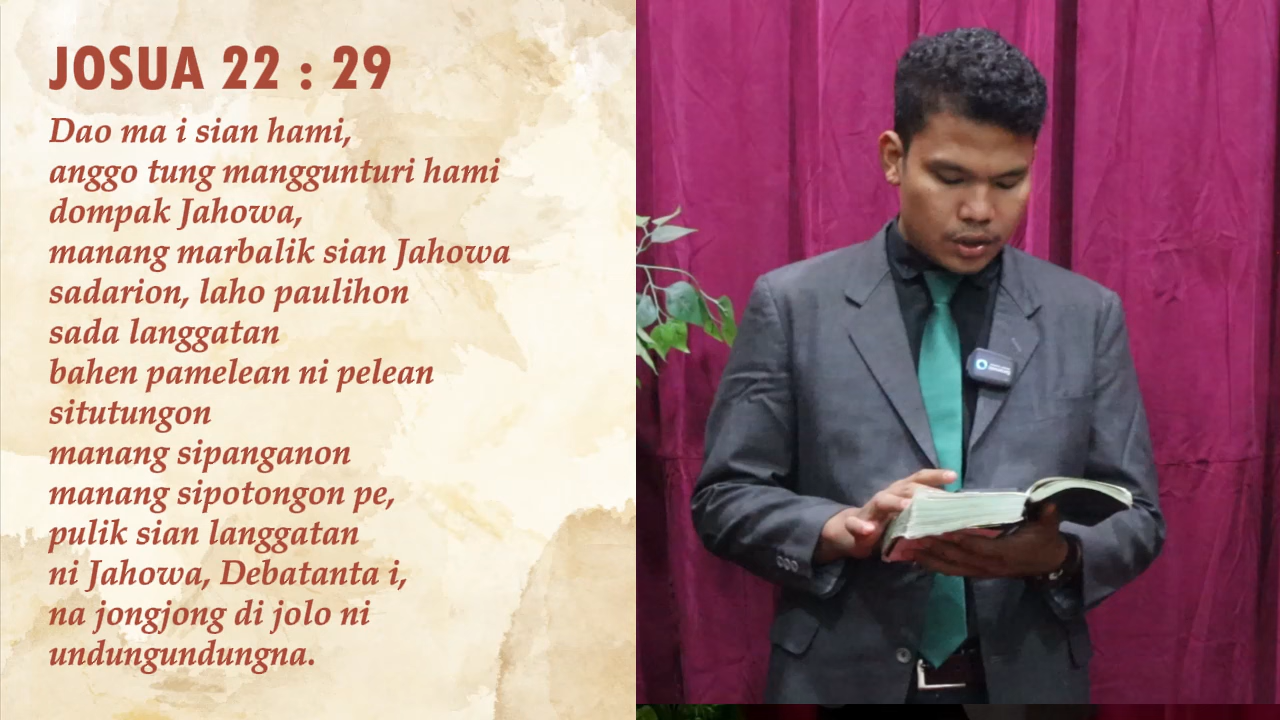 JOSUA 22 : 29
Dao ma i sian hami,
anggo tung manggunturi hami
dompak Jahowa,
manang marbalik sian Jahowa
sadarion, laho paulihon
sada langgatan
bahen pamelean ni pelean
situtungon
manang sipanganon
manang sipotongon pe,
pulik sian langgatan
ni Jahowa, Debatanta i,
na jongjong di jolo ni
undungundungna.